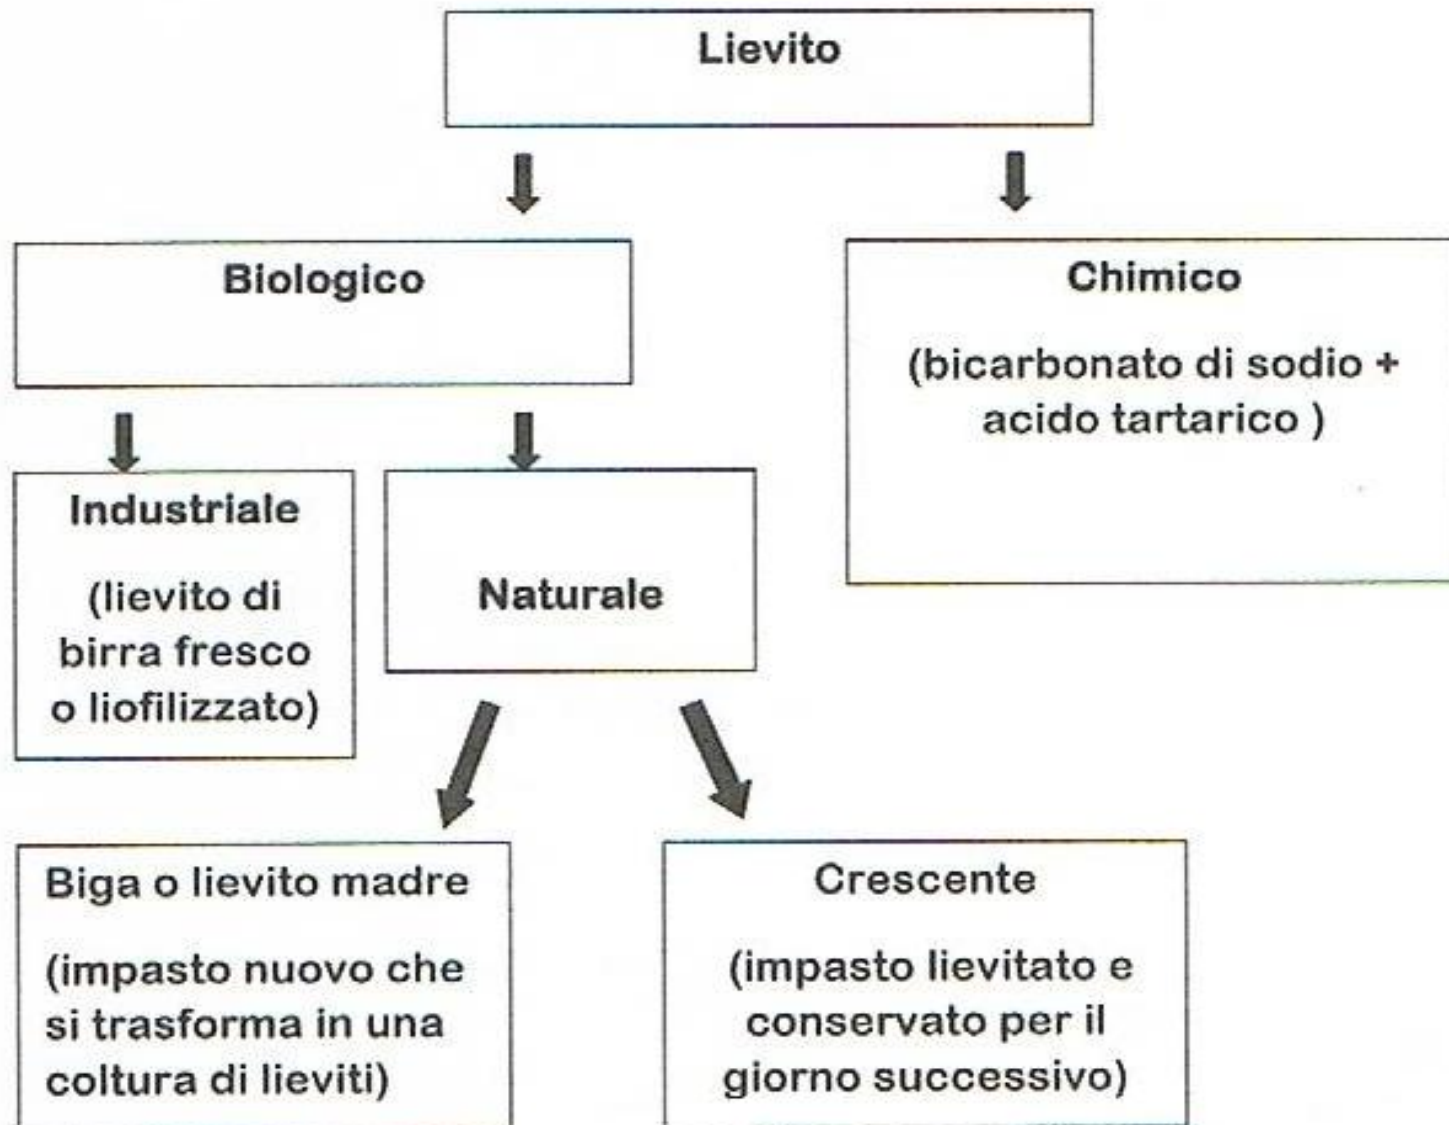 Lievito
Biologico
Chimico
(bicarbonato di sodio +
acido tartarico )
Industriale
(lievito di
birra fresco
o liofilizzato)
Naturale
Biga o lievito madre
(impasto nuovo che
si trasforma in una
coltura di lieviti)
Crescente
(impasto lievitato e
conservato per il
giorno successivo)